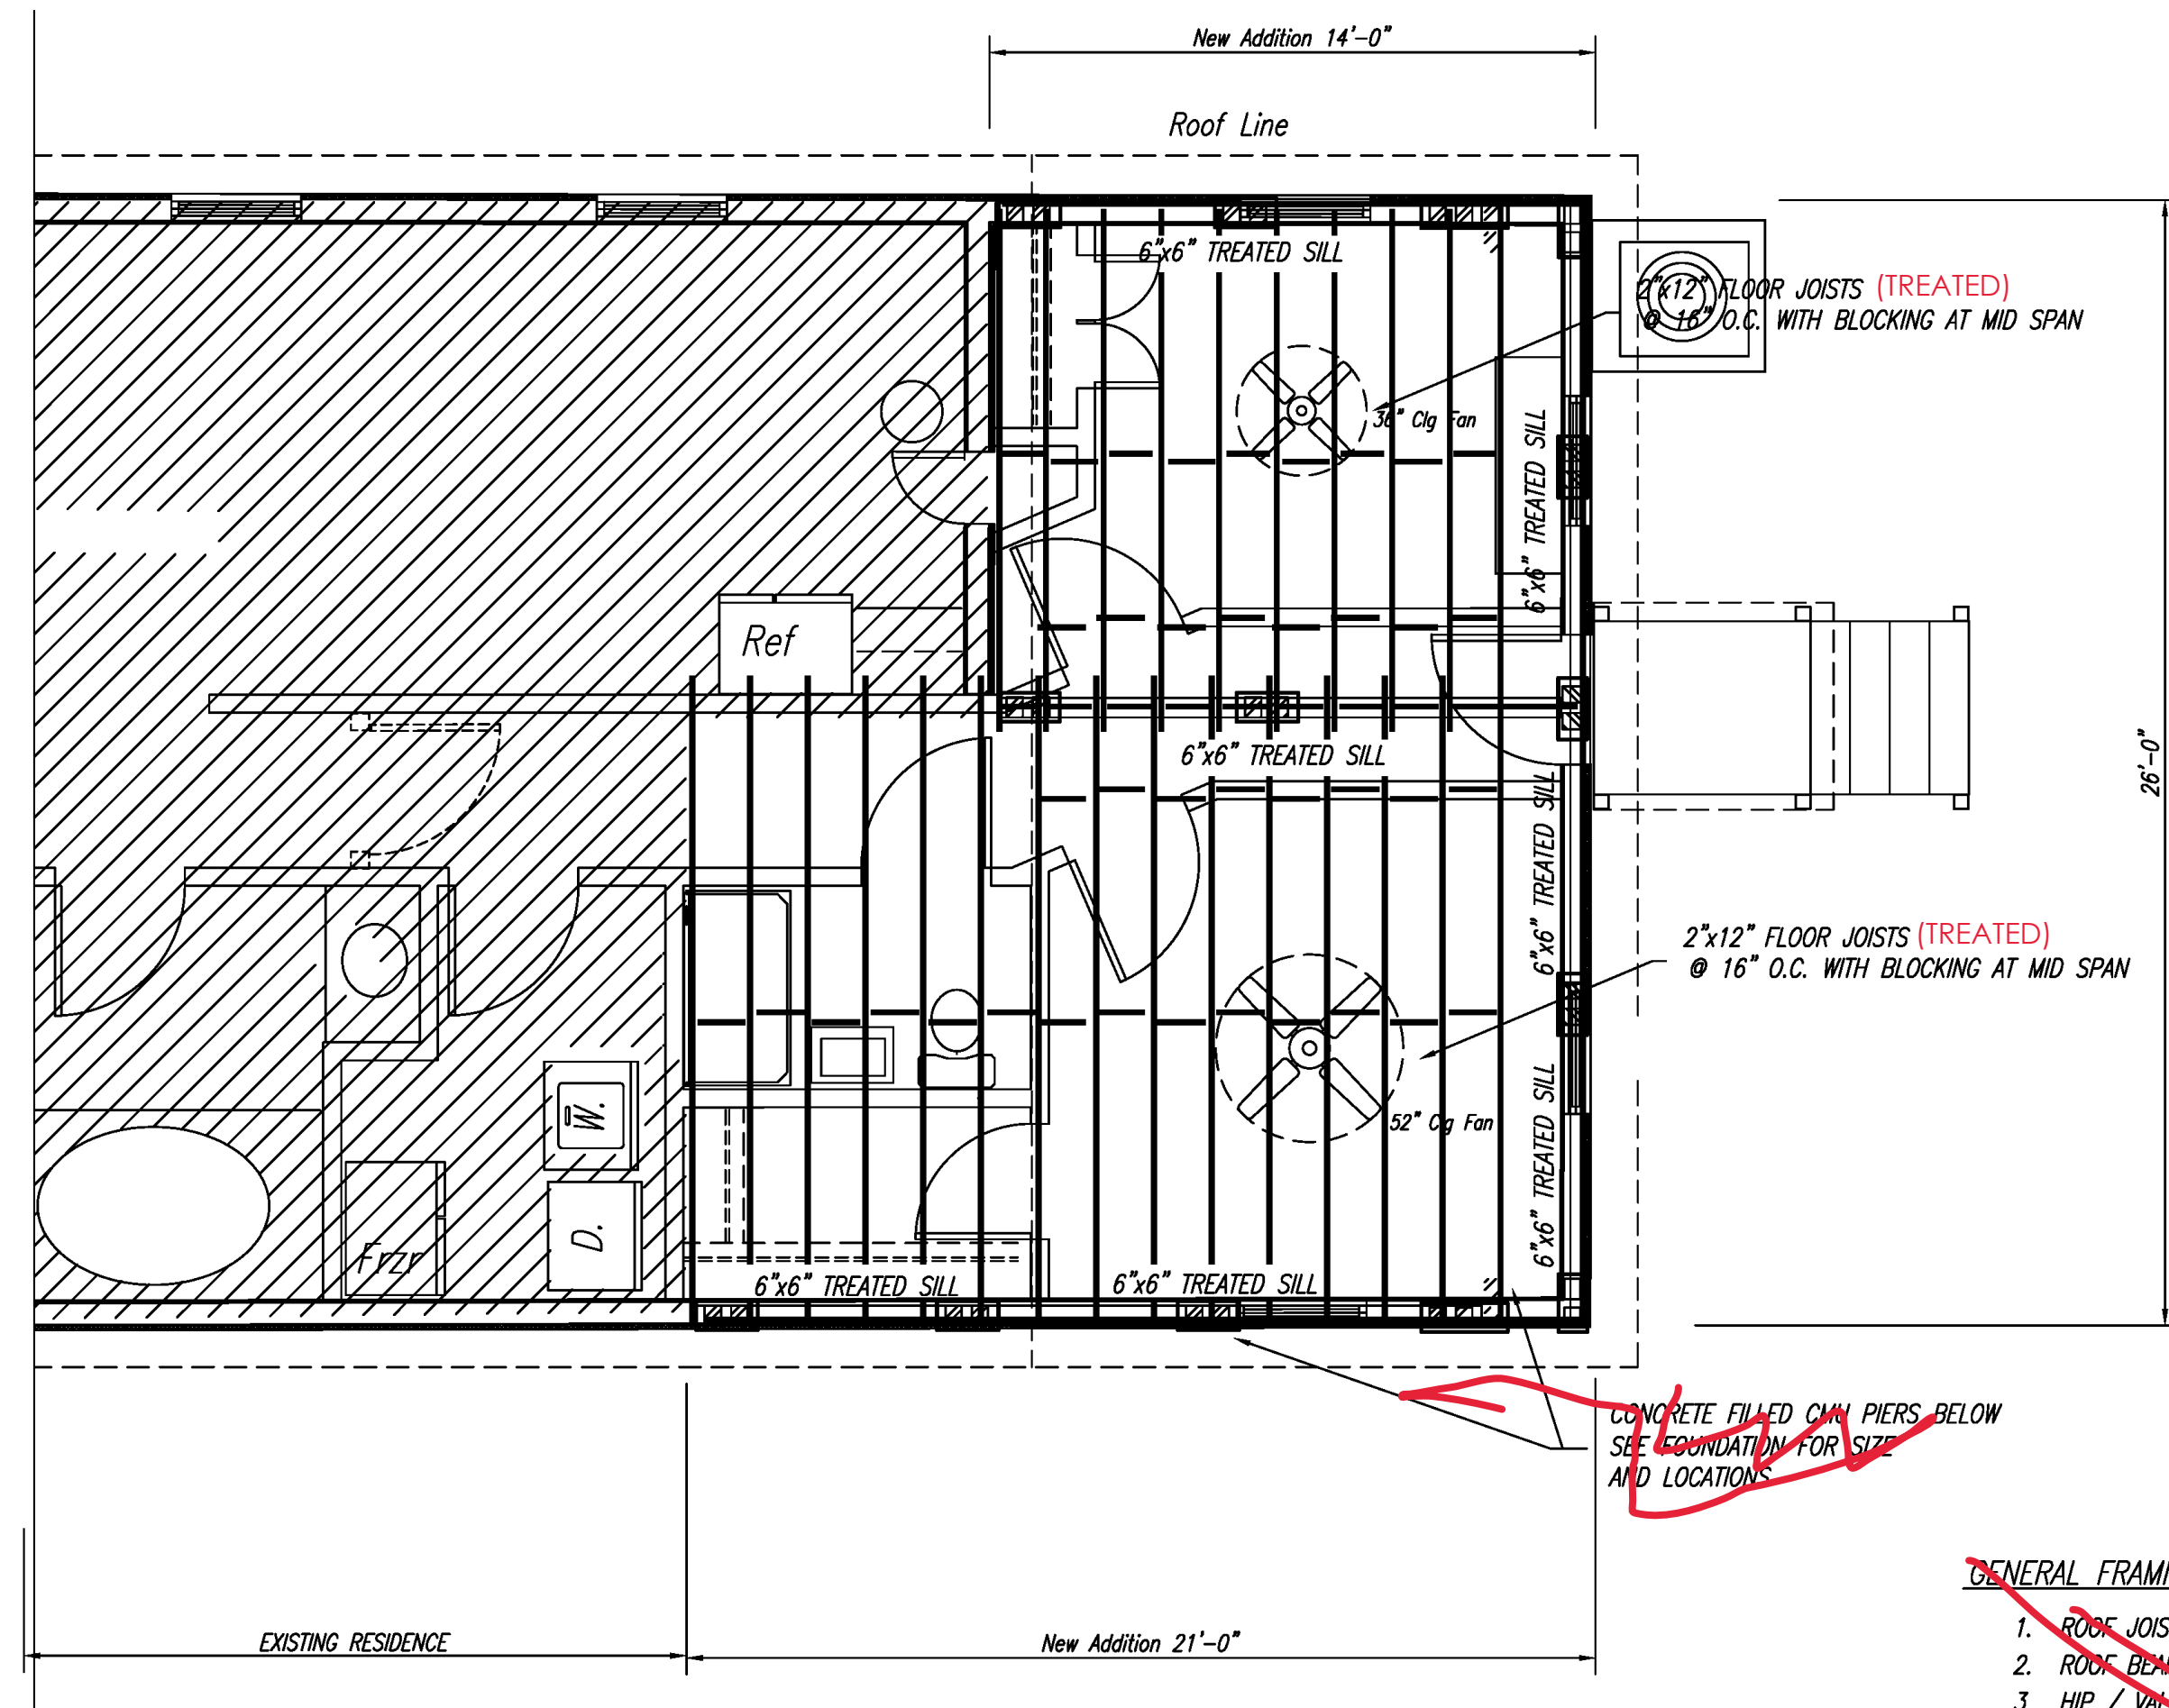 New Addition 14'-0"
Roof Line
6"x6" TREATED SILL
2"x12" FLOOR JOISTS (TREATED)
@ 16" O.C. WITH BLOCKING AT MID SPAN
36" Clg Fan
6"x6" TREATED SILL
Ref
6"x6" TREATED SILL
26'-0"
6"x6" TREATED SILL
2"x12" FLOOR JOISTS (TREATED)
@ 16" O.C. WITH BLOCKING AT MID SPAN
W.
52" Clg Fan
6"x6" TREATED SILL
D.
Frzr
6"x6" TREATED SILL
6"x6" TREATED SILL
CONCRETE FILLED CMU PIERS BELOW
SEE FOUNDATION FOR SIZE
AND LOCATIONS
GENERAL
1. ROOF
2. ROOF
3 HIP /
EXISTING RESIDENCE
New Addition 21'-0"